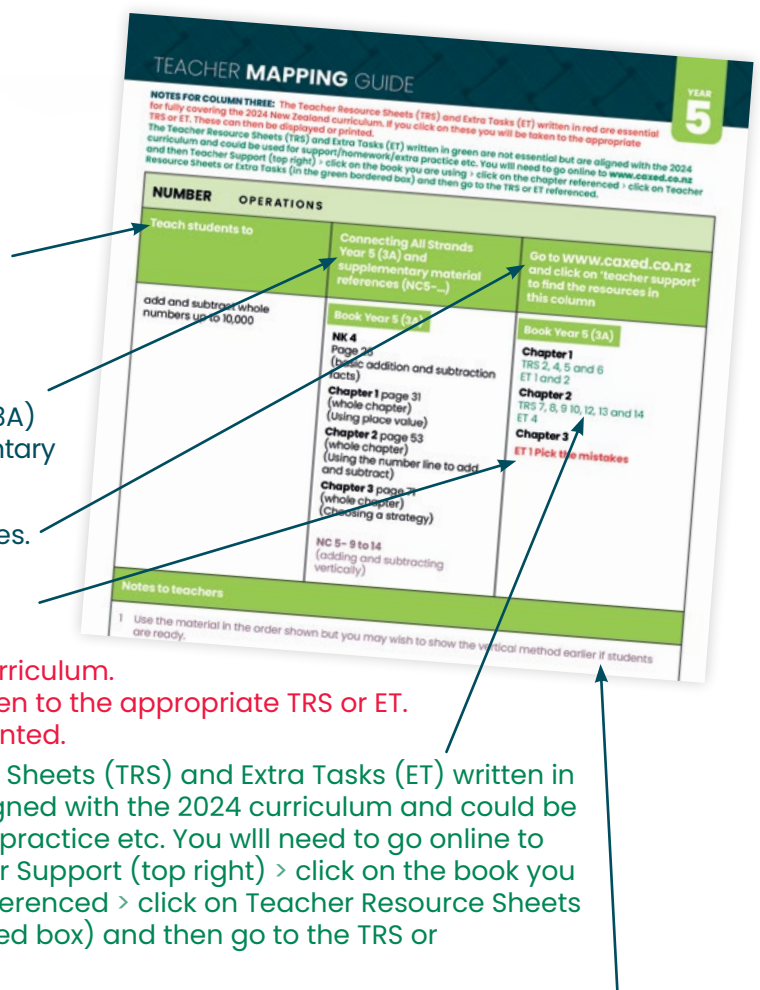 TEACHER MAPPING GUIDE
YEAR
5
NOTES FOR COLUMN THREE: The Teacher Resource Sheets (TRS) and Extra Tasks (ET) written in red are essential
for fully covering the 2024 New Zealand curriculum. If you click on these you will be taken to the appropriate
TRS or ET. These can then be displayed or printed.
The Teacher Resource Sheets (TRS) and Extra Tasks (ET) written in green are not essential but are aligned with the 2024
curriculum and could be used for support/homework/extra practice etc. You will need to go online to www.caxed.co.nz
and then Teacher Support (top right) > click on the book you are using > click on the chapter referenced > click on Teacher
Resource Sheets or Extra Tasks (in the green bordered box) and then go to the TRS or ET referenced.
NUMBER OPERATIONS
Teach students to
Connecting All Strands
Year 5 (3A) and
supplementary material
references (NC5-...)
Go to www.caxed.co.nz
and click on 'teacher support'
to find the resources in
this column
add and subtract whole
numbers up to 10,000
Book Year 5 (3A)
NK 4
Page 26
(basic addition and subtraction
facts)
Chapter 1 page 31
(whole chapter)
(Using place value)
Chapter 2 page 53
(whole chapter)
(Using the number line to add
and subtract)
Chapter 3 page 71
(whole chapter)
(Choosing a strategy)
NC 5- 9 to 14
(adding and subtracting
vertically)
Book Year 5 (3A)
Chapter 1
TRS 2, 4, 5 and 6
ET 1 and 2
Chapter 2
TRS 7, 8, 9 10, 12, 13 and 14
ET 4
Chapter 3
ET 1 Pick the mistakes
Notes to teachers
1 Use the material in the order shown but you may wish to show the vertical method earlier if students
are ready.
3A)
ntary
es.
rriculum.
en to the appropriate TRS or ET.
nted.
Sheets (TRS) and Extra Tasks (ET) written in
gned with the 2024 curriculum and could be
practice etc. You wlll need to go online to
r Support (top right) > click on the book you
ferenced > click on Teacher Resource Sheets
ed box) and then go to the TRS or